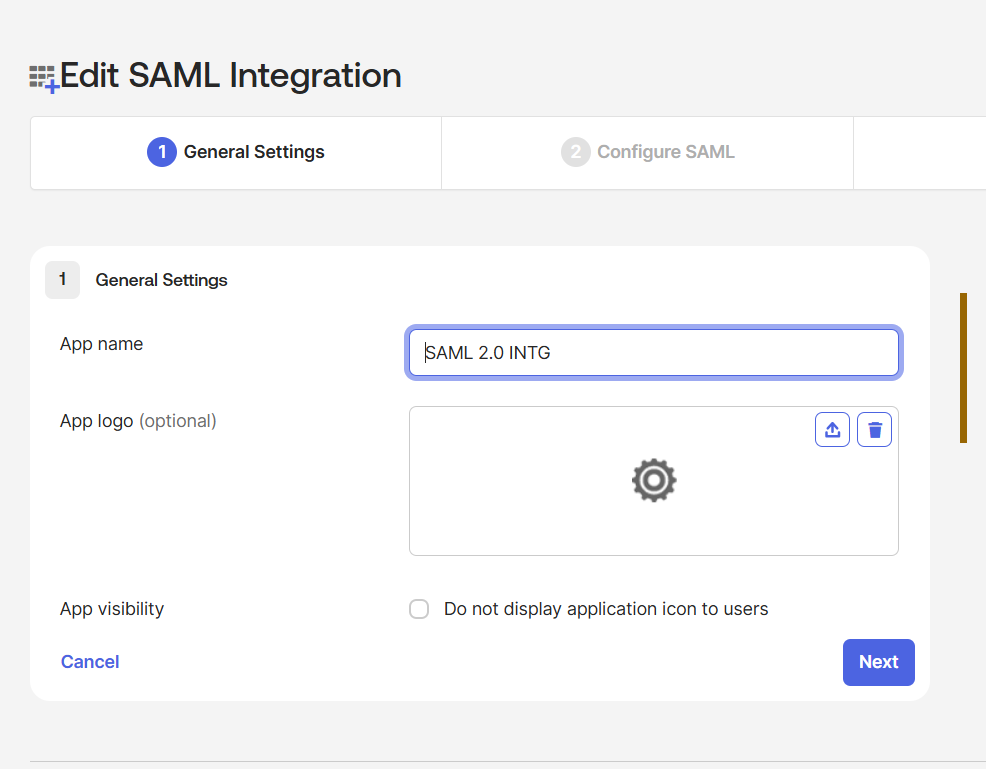 Edit SAML Integration
1 General Settings
2 Configure SAML
1 General Settings
App name
SAML 2.0 INTG
App logo (optional)
App visibility
Do not display application icon to users
Cancel
Next